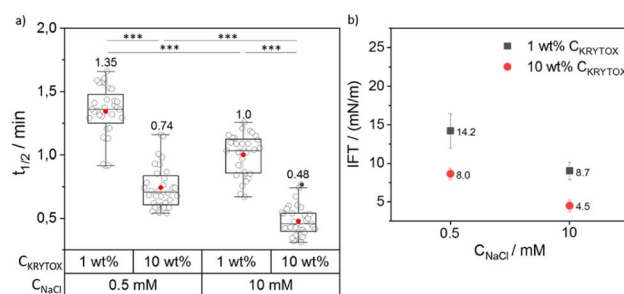 a)
***
***
***
***
2,0
1.35
0.74
1.0
0.48
1,5
1,0
0,5
t1/2 / min
CKRYTOX 1 wt% 10 wt% 1 wt% 10 wt%
CNaCl 0.5 mM 10 mM
b)
1 wt% CKRYTOX
10 wt% CKRYTOX
25
20
15
10
5
IFT / (mN/m)
14.2
8.0
8.7
4.5
0.5 10
CNaCl / mM